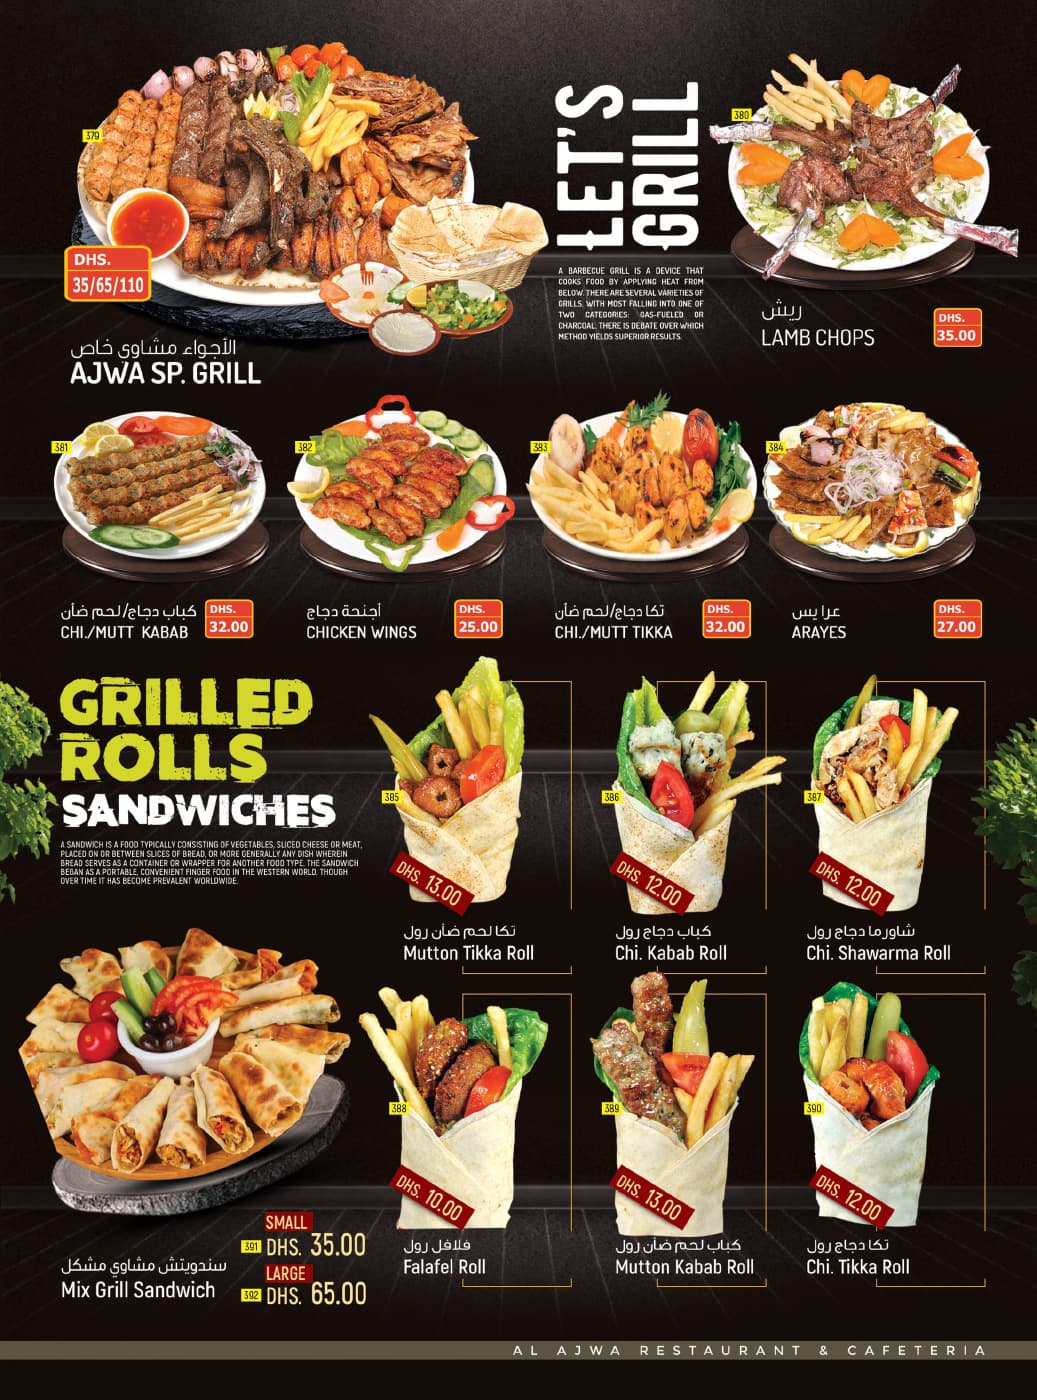 379
DHS.
35/65/110
الأجواء مشاوي خاص
AJWA SP. GRILL
LET'S
GRILL
A BARBECUE GRILL IS A DEVICE THAT
COOKS FOOD BY APPLYING HEAT FROM
BELOW. THERE ARE SEVERAL VARIETIES OF
GRILLS, WITH MOST FALLING INTO ONE OF
TWO CATEGORIES: GAS-FUELED OR
CHARCOAL. THERE IS DEBATE OVER WHICH
METHOD YIELDS SUPERIOR RESULTS.
380
ريش
LAMB CHOPS
DHS.
35.00
381
كباب دجاج/لحم ضأن
CHI./MUTT KABAB
DHS.
32.00
382
أجنحة دجاج
CHICKEN WINGS
DHS.
25.00
383
تكا دجاج/لحم ضأن
CHI./MUTT TIKKA
DHS.
32.00
384
عرايس
ARAYES
DHS.
27.00
GRILLED
ROLLS
SANDWICHES
A SANDWICH IS A FOOD TYPICALLY CONSISTING OF VEGETABLES, SLICED CHEESE OR MEAT,
PLACED ON OR BETWEEN SLICES OF BREAD, OR MORE GENERALLY ANY DISH WHEREIN
BREAD SERVES AS A CONTAINER OR WRAPPER FOR ANOTHER FOOD TYPE. THE SANDWICH
BEGAN AS A PORTABLE, CONVENIENT FINGER FOOD IN THE WESTERN WORLD, THOUGH
OVER TIME IT HAS BECOME PREVALENT WORLDWIDE.
385
DHS. 13.00
تكا لحم ضأن رول
Mutton Tikka Roll
386
DHS. 12.00
كباب دجاج رول
Chi. Kabab Roll
387
DHS. 12.00
شاورما دجاج رول
Chi. Shawarma Roll
388
DHS. 10.00
فلافل رول
Falafel Roll
389
DHS. 13.00
كباب لحم ضأن رول
Mutton Kabab Roll
390
DHS. 12.00
تكا دجاج رول
Chi. Tikka Roll
سندويتش مشاوي مشكل
Mix Grill Sandwich
SMALL
391 DHS. 35.00
LARGE
392 DHS. 65.00
AL AJWA RESTAURANT & CAFETERIA